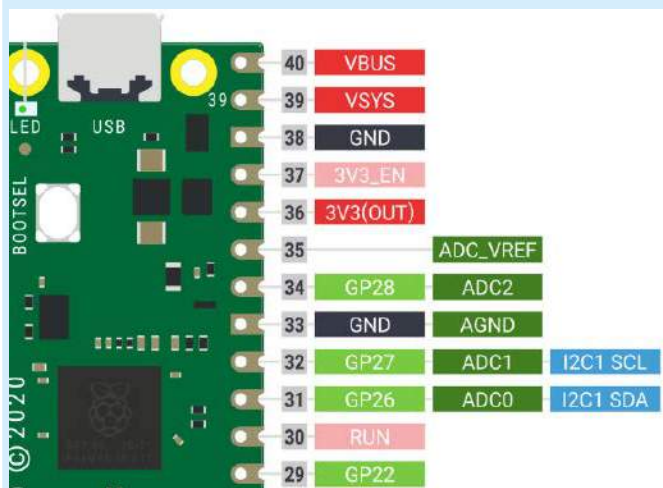 40 VBUS
39 39 VSYS
LED USB 38 GND
37 3V3_EN
BOOTSEL 36 3V3(OUT)
35 ADC_VREF
34 GP28 ADC2
33 GND AGND
32 GP27 ADC1 I2C1 SCL
31 GP26 ADC0 I2C1 SDA
© 2020 30 RUN
29 GP22